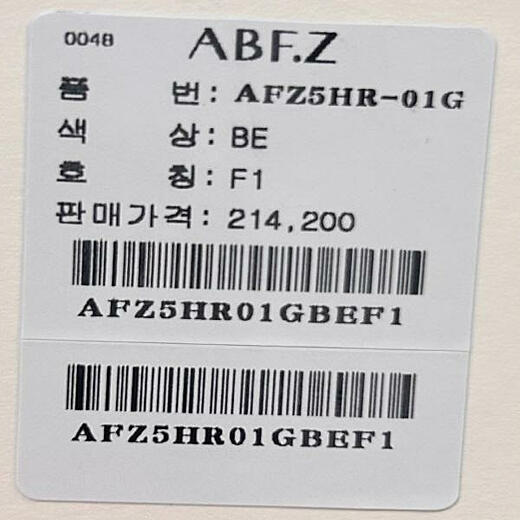 0048 ABF.Z
품 번 : AFZ5HR-01G
색 상 : BE
호 칭 : F1
판매가격 : 214,200
AFZ5HR01GBEF1
AFZ5HR01GBEF1